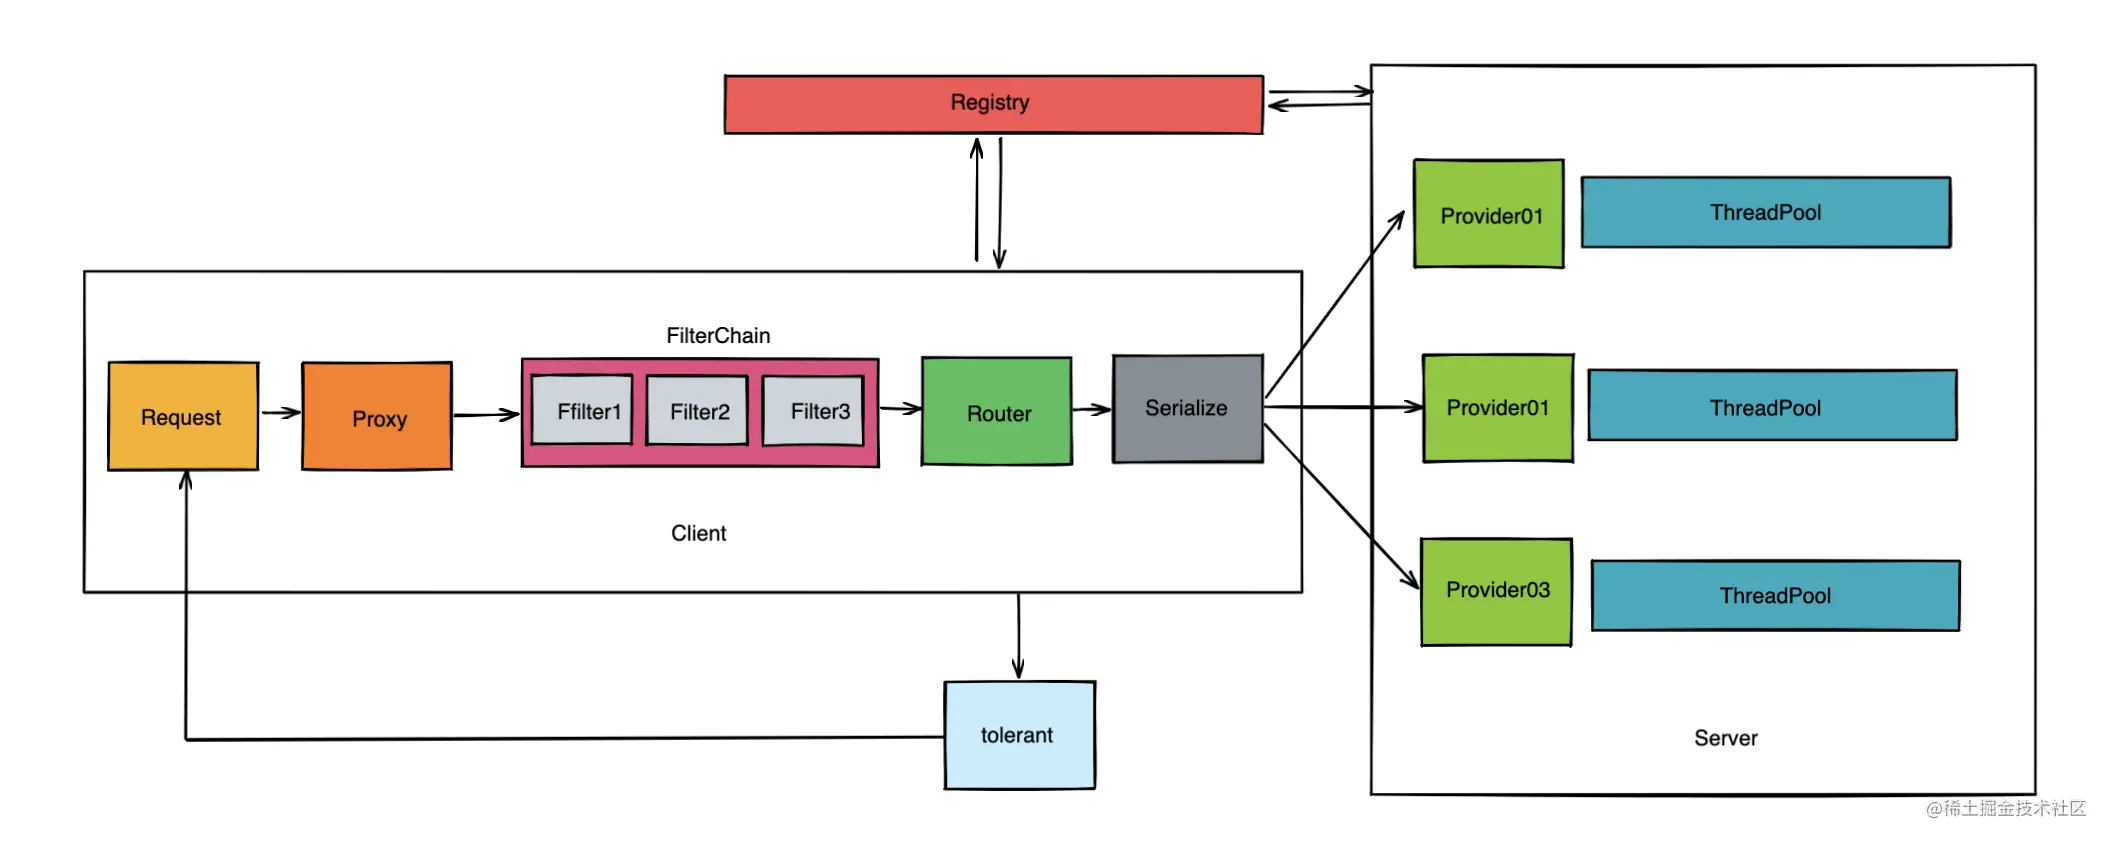 Registry
FilterChain
Request
Proxy
Ffilter1
Filter2
Filter3
Router
Serialize
Client
tolerant
Provider01
ThreadPool
Provider01
ThreadPool
Provider03
ThreadPool
Server
@稀土掘金技术社区